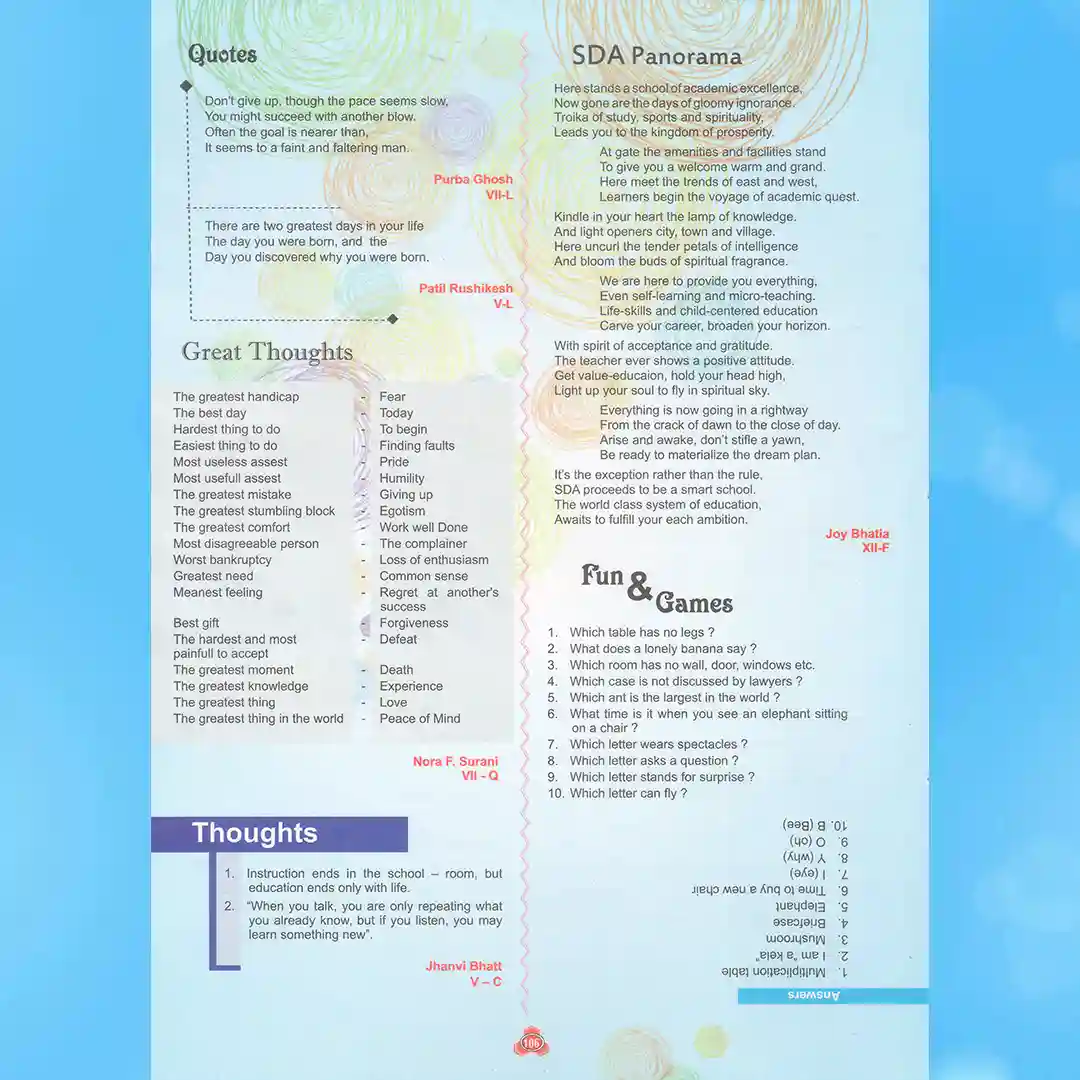 Quotes
Don't give up, though the pace seems slow,
You might succeed with another blow.
Often the goal is nearer than,
It seems to a faint and faltering man.
Purba Ghosh
VII-L
There are two greatest days in your life
The day you were born, and the
Day you discovered why you were born.
Patil Rushikesh
V-L
Great Thoughts
The greatest handicap - Fear
The best day - Today
Hardest thing to do - To begin
Easiest thing to do - Finding faults
Most useless assest - Pride
Most usefull assest - Humility
The greatest mistake - Giving up
The greatest stumbling block - Egotism
The greatest comfort - Work well Done
Most disagreeable person - The complainer
Worst bankruptcy - Loss of enthusiasm
Greatest need - Common sense
Meanest feeling - Regret at another's
success
Best gift - Forgiveness
The hardest and most - Defeat
painfull to accept
The greatest moment - Death
The greatest knowledge - Experience
The greatest thing - Love
The greatest thing in the world - Peace of Mind
Nora F. Surani
VII - Q
Thoughts
1. Instruction ends in the school – room, but
education ends only with life.
2. “When you talk, you are only repeating what
you already know, but if you listen, you may
learn something new”.
Jhanvi Bhatt
V – C
SDA Panorama
Here stands a school of academic excellence,
Now gone are the days of gloomy ignorance.
Troika of study, sports and spirituality,
Leads you to the kingdom of prosperity.
At gate the amenities and facilities stand
To give you a welcome warm and grand.
Here meet the trends of east and west,
Learners begin the voyage of academic quest.
Kindle in your heart the lamp of knowledge.
And light openers city, town and village.
Here uncurl the tender petals of intelligence
And bloom the buds of spiritual fragrance.
We are here to provide you everything,
Even self-learning and micro-teaching.
Life-skills and child-centered education
Carve your career, broaden your horizon.
With spirit of acceptance and gratitude.
The teacher ever shows a positive attitude.
Get value-educaion, hold your head high,
Light up your soul to fly in spiritual sky.
Everything is now going in a rightway
From the crack of dawn to the close of day.
Arise and awake, don't stifle a yawn,
Be ready to materialize the dream plan.
It's the exception rather than the rule,
SDA proceeds to be a smart school.
The world class system of education,
Awaits to fulfill your each ambition.
Joy Bhatia
XII-F
Fun & Games
1. Which table has no legs ?
2. What does a lonely banana say ?
3. Which room has no wall, door, windows etc.
4. Which case is not discussed by lawyers ?
5. Which ant is the largest in the world ?
6. What time is it when you see an elephant sitting
on a chair ?
7. Which letter wears spectacles ?
8. Which letter asks a question ?
9. Which letter stands for surprise ?
10. Which letter can fly ?
Answers
1. Multiplication table
2. I am “a kela”
3. Mushroom
4. Briefcase
5. Elephant
6. Time to buy a new chair
7. I (eye)
8. Y (why)
9. O (oh)
10. B (Bee)
106